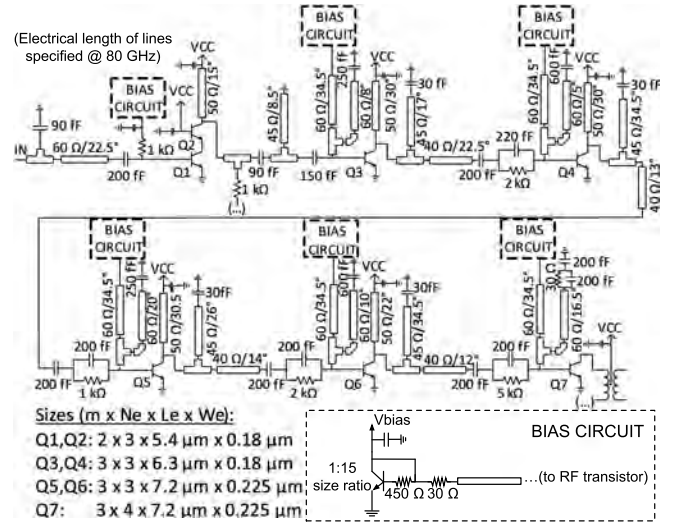 (Electrical length of lines
specified @ 80 GHz)
IN
90 fF
60 Ω/22.5°
200 fF
BIAS
CIRCUIT
1 kΩ
VCC
Q2
Q1
VCC
50 Ω/15°
1 kΩ
(...)
90 fF
45 Ω/8.5°
150 fF
BIAS
CIRCUIT
60 Ω/34.5°
250 fF
60 Ω/8°
VCC
50 Ω/30°
Q3
30 fF
45 Ω/17°
40 Ω/22.5°
200 fF
220 fF
2 kΩ
BIAS
CIRCUIT
60 Ω/34.5°
600 fF
60 Ω/5°
VCC
50 Ω/30°
Q4
30 fF
45 Ω/34.5°
40 Ω/13°
200 fF
200 fF
1 kΩ
BIAS
CIRCUIT
60 Ω/34.5°
250 fF
60 Ω/20°
VCC
50 Ω/30.5
Q5
30fF
45 Ω/26°
40 Ω/14°
200 fF
200 fF
2 kΩ
BIAS
CIRCUIT
60 Ω/34.5°
600 fF
60 Ω/10°
VCC
50 Ω/22°
Q6
30fF
45 Ω/34.5°
40 Ω/12°
200 fF
200 fF
5 kΩ
BIAS
CIRCUIT
60 Ω/34.5°
30 Ω
200 fF
200 fF
60 Ω/16.5°
Q7
VCC
(...)
Sizes (m x Ne x Le x We):
Q1,Q2: 2 x 3 x 5.4 μm x 0.18 μm
Q3,Q4: 3 x 3 x 6.3 μm x 0.18 μm
Q5,Q6: 3 x 3 x 7.2 μm x 0.225 μm
Q7: 3 x 4 x 7.2 μm x 0.225 μm
Vbias
BIAS CIRCUIT
1:15
size ratio
450 Ω
30 Ω
...(to RF transistor)